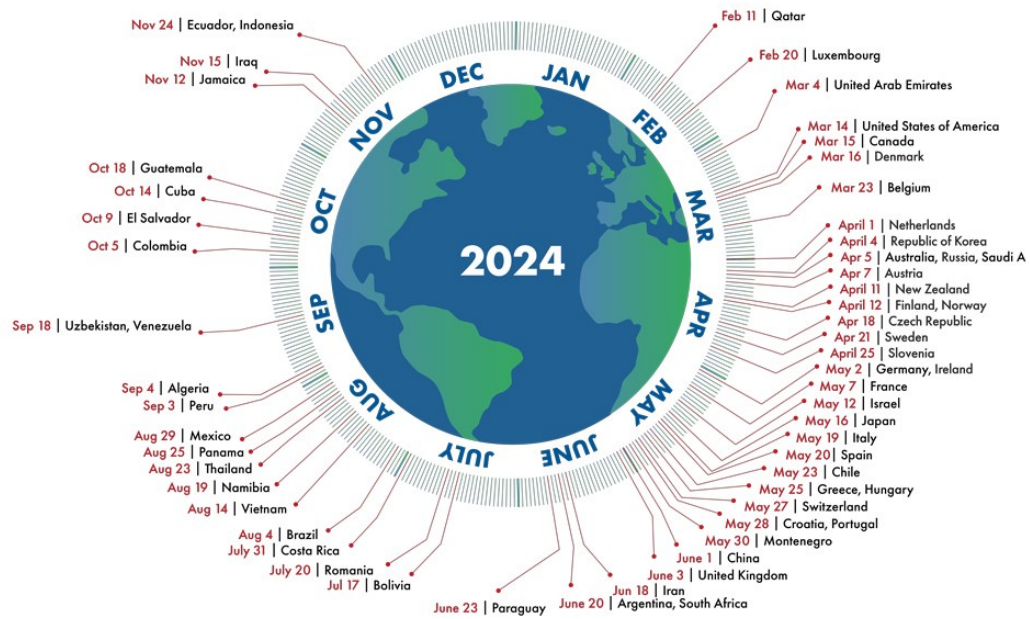 2024
JAN
FEB
MAR
APR
MAY
JUNE
JULY
AUG
SEP
OCT
NOV
DEC
Feb 11 | Qatar
Feb 20 | Luxembourg
Mar 4 | United Arab Emirates
Mar 14 | United States of America
Mar 15 | Canada
Mar 16 | Denmark
Mar 23 | Belgium
April 1 | Netherlands
April 4 | Republic of Korea
Apr 5 | Australia, Russia, Saudi A
Apr 7 | Austria
April 11 | New Zealand
April 12 | Finland, Norway
Apr 18 | Czech Republic
Apr 21 | Sweden
April 25 | Slovenia
May 2 | Germany, Ireland
May 7 | France
May 12 | Israel
May 16 | Japan
May 19 | Italy
May 20 | Spain
May 23 | Chile
May 25 | Greece, Hungary
May 27 | Switzerland
May 28 | Croatia, Portugal
May 30 | Montenegro
June 1 | China
June 3 | United Kingdom
Jun 18 | Iran
June 20 | Argentina, South Africa
June 23 | Paraguay
Jul 17 | Bolivia
July 20 | Romania
July 31 | Costa Rica
Aug 4 | Brazil
Aug 14 | Vietnam
Aug 19 | Namibia
Aug 23 | Thailand
Aug 25 | Panama
Aug 29 | Mexico
Sep 3 | Peru
Sep 4 | Algeria
Sep 18 | Uzbekistan, Venezuela
Oct 5 | Colombia
Oct 9 | El Salvador
Oct 14 | Cuba
Oct 18 | Guatemala
Nov 12 | Jamaica
Nov 15 | Iraq
Nov 24 | Ecuador, Indonesia